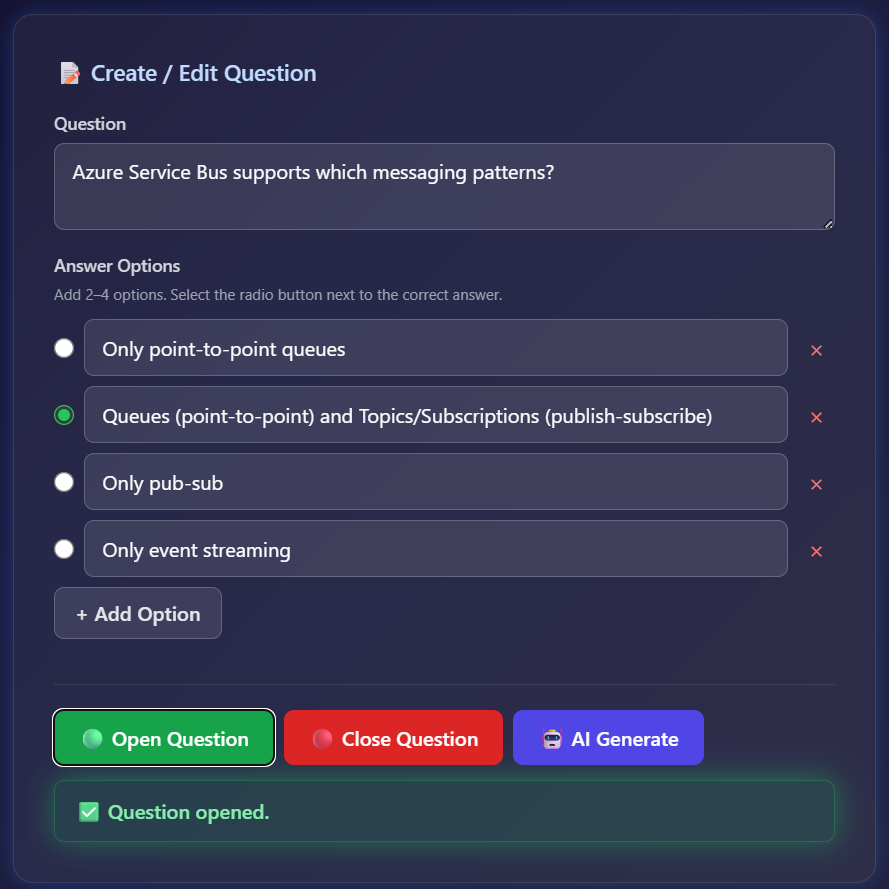 📝 Create / Edit Question
Question
Azure Service Bus supports which messaging patterns?
Answer Options
Add 2–4 options. Select the radio button next to the correct answer.
Only point-to-point queues ×
Queues (point-to-point) and Topics/Subscriptions (publish-subscribe) ×
Only pub-sub ×
Only event streaming ×
+ Add Option
🟢 Open Question 🔴 Close Question 🤖 AI Generate
✅ Question opened.